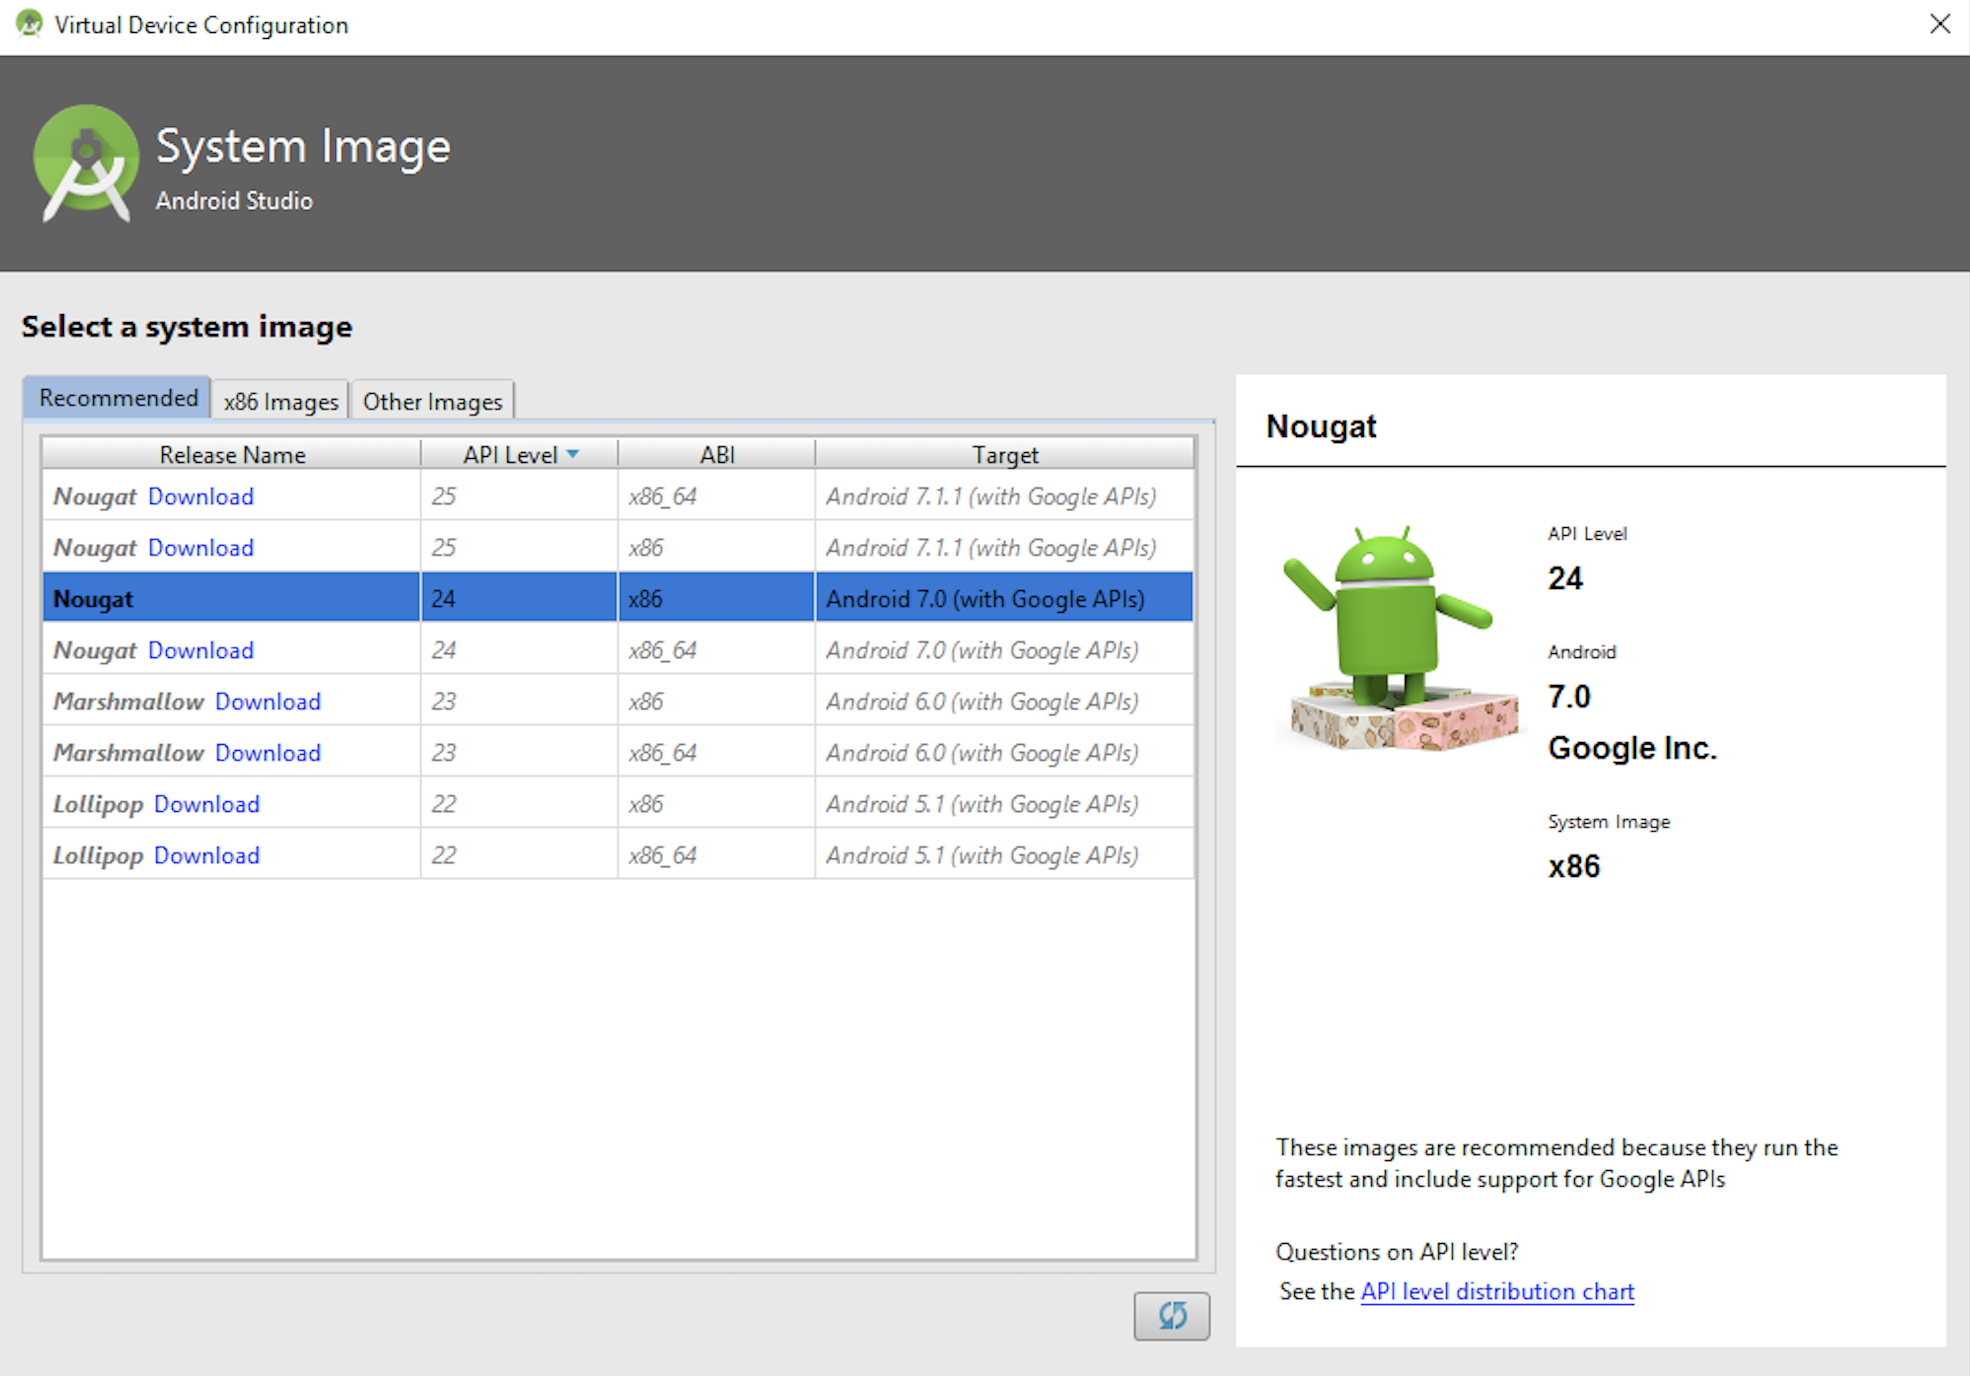 Virtual Device Configuration
System Image
Android Studio
Select a system image
Recommended x86 Images Other Images
Release Name API Level ABI Target
Nougat Download 25 x86_64 Android 7.1.1 (with Google APIs)
Nougat Download 25 x86 Android 7.1.1 (with Google APIs)
Nougat 24 x86 Android 7.0 (with Google APIs)
Nougat Download 24 x86_64 Android 7.0 (with Google APIs)
Marshmallow Download 23 x86 Android 6.0 (with Google APIs)
Marshmallow Download 23 x86_64 Android 6.0 (with Google APIs)
Lollipop Download 22 x86 Android 5.1 (with Google APIs)
Lollipop Download 22 x86_64 Android 5.1 (with Google APIs)
Nougat
API Level
24
Android
7.0
Google Inc.
System Image
x86
These images are recommended because they run the
fastest and include support for Google APIs
Questions on API level?
See the API level distribution chart